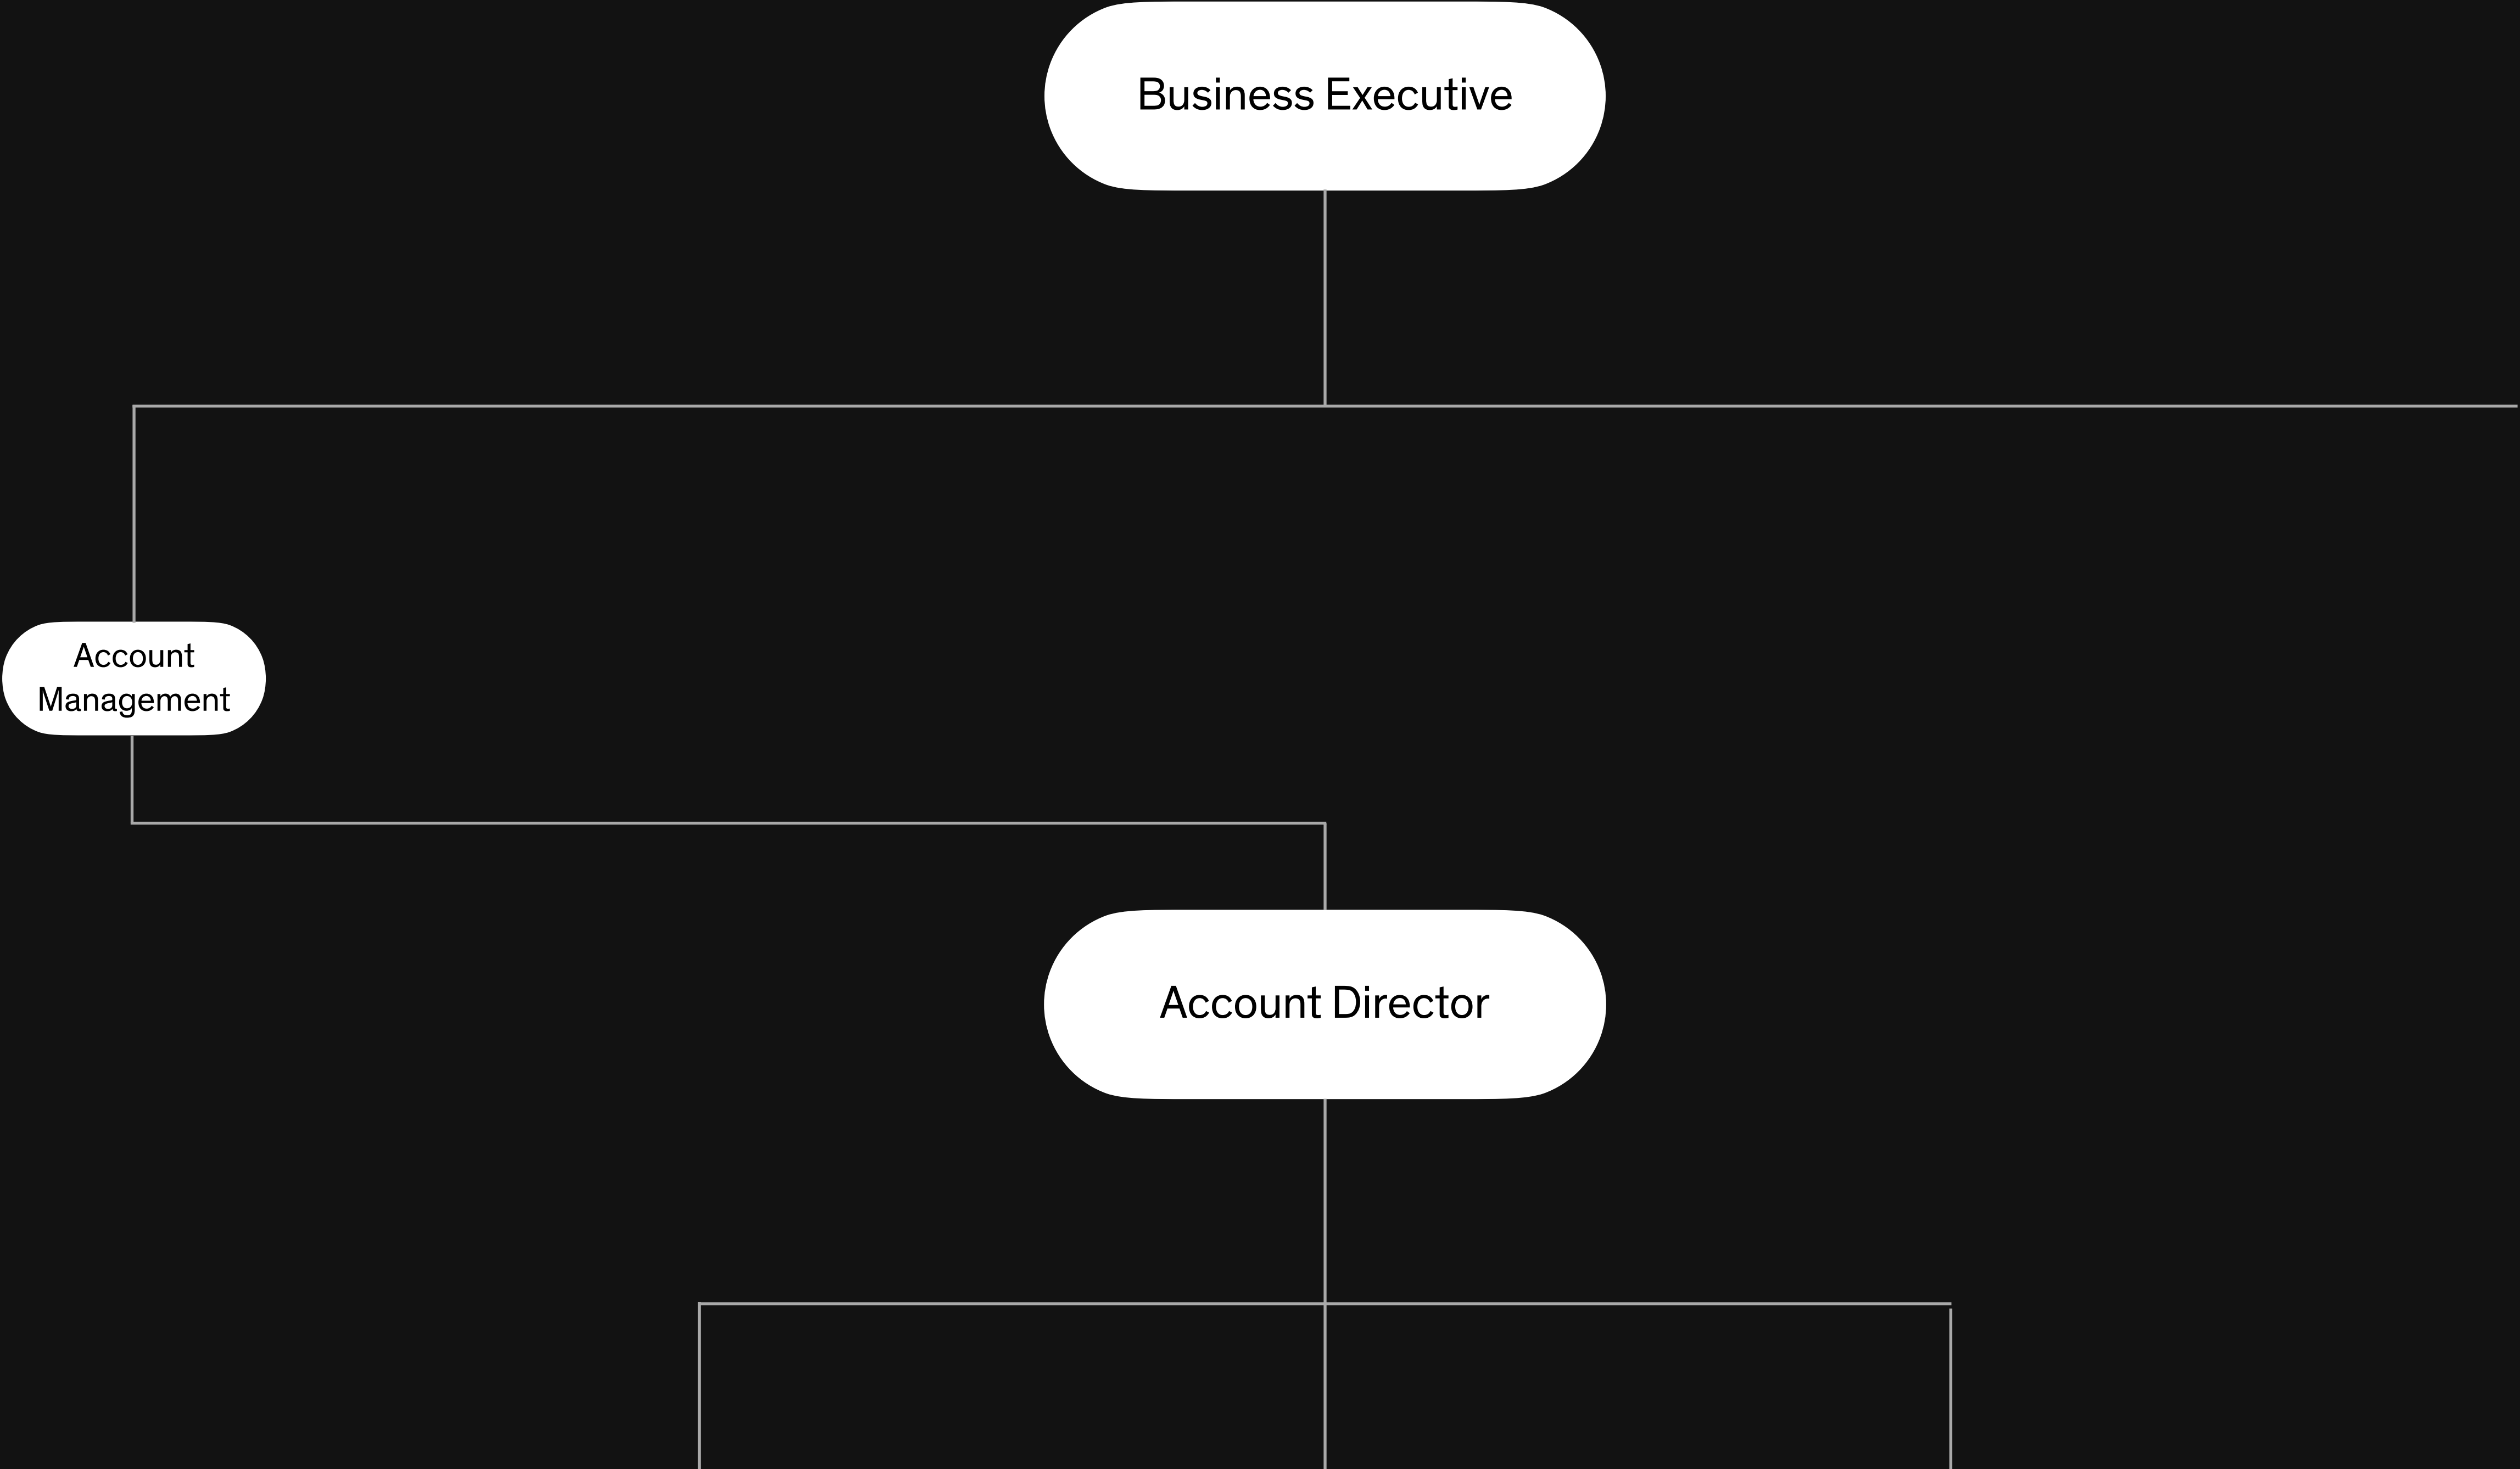 Business Executive
Account
Management
Account Director